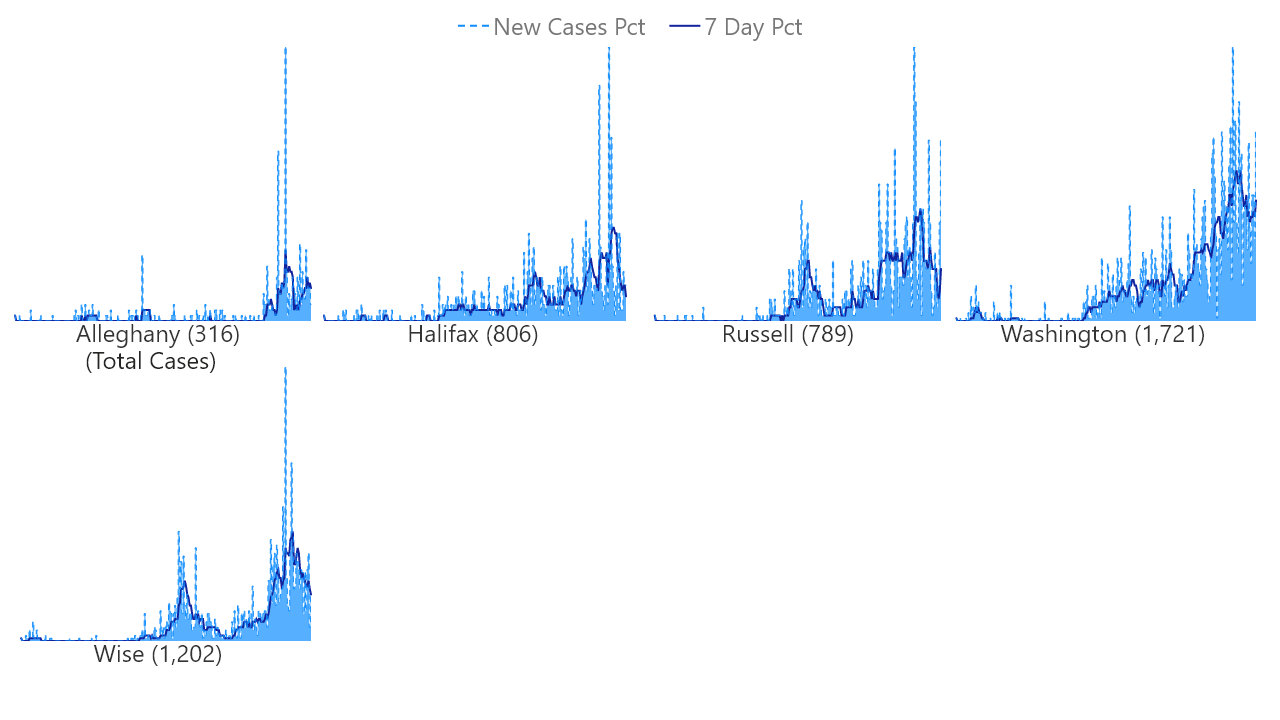 New Cases Pct 7 Day Pct
Alleghany (316)
(Total Cases)
Halifax (806)
Russell (789)
Washington (1,721)
Wise (1,202)